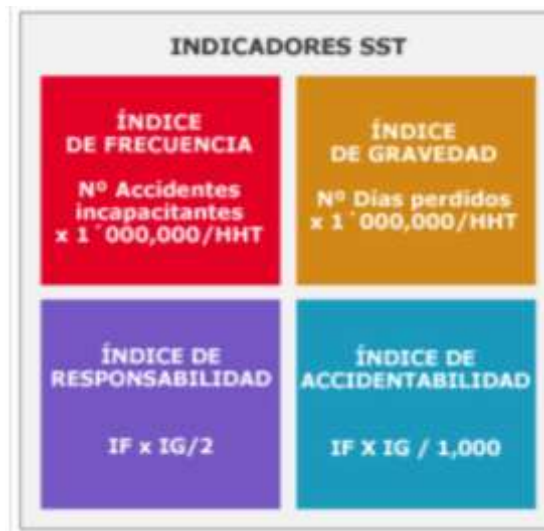 INDICADORES SST
ÍNDICE
DE FRECUENCIA
Nº Accidentes
incapacitantes
x 1´000,000/HHT
ÍNDICE
DE GRAVEDAD
Nº Días perdidos
x 1´000,000/HHT
ÍNDICE DE
RESPONSABILIDAD
IF x IG/2
ÍNDICE DE
ACCIDENTABILIDAD
IF X IG / 1,000